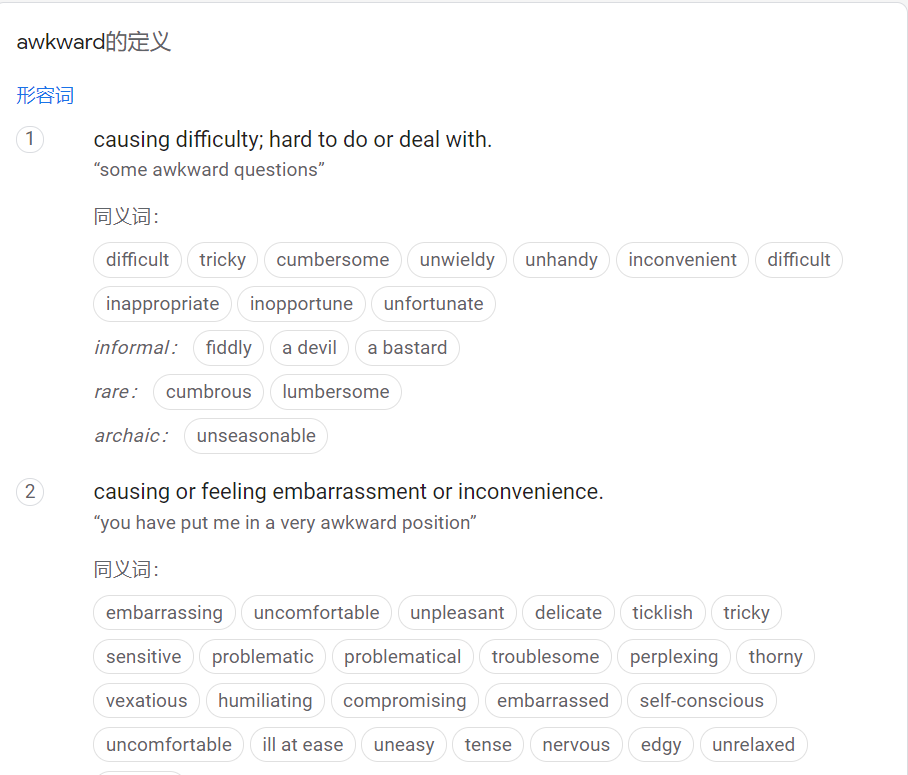 awkward的定义
形容词
1 causing difficulty; hard to do or deal with.
“some awkward questions”
同义词：
difficult tricky cumbersome unwieldy unhandy inconvenient difficult
inappropriate inopportune unfortunate
informal： fiddly a devil a bastard
rare： cumbrous lumbersome
archaic： unseasonable
2 causing or feeling embarrassment or inconvenience.
“you have put me in a very awkward position”
同义词：
embarrassing uncomfortable unpleasant delicate ticklish tricky
sensitive problematic problematical troublesome perplexing thorny
vexatious humiliating compromising embarrassed self-conscious
uncomfortable ill at ease uneasy tense nervous edgy unrelaxed